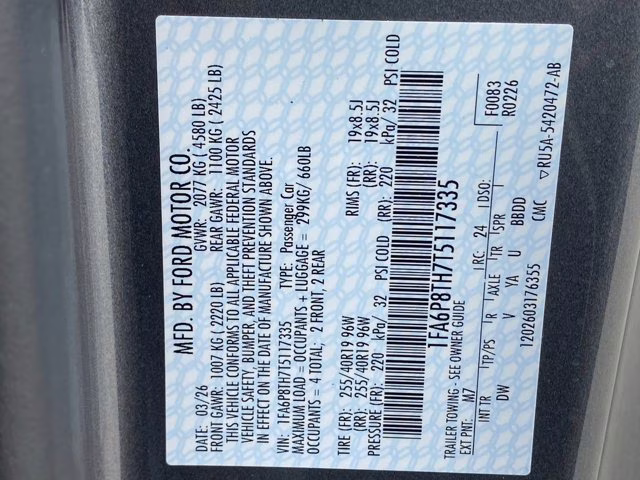 MFD. BY FORD MOTOR CO.
DATE: 03/26 GVWR: 2077 KG ( 4580 LB)
FRONT GAWR: 1007 KG ( 2220 LB) REAR GAWR: 1100 KG ( 2425 LB)
THIS VEHICLE CONFORMS TO ALL APPLICABLE FEDERAL MOTOR
VEHICLE SAFETY, BUMPER, AND THEFT PREVENTION STANDARDS
IN EFFECT ON THE DATE OF MANUFACTURE SHOWN ABOVE.
VIN: 1FA6P8TH7T5117335 TYPE: Passenger Car
MAXIMUM LOAD = OCCUPANTS + LUGGAGE = 299KG/ 660LB
OCCUPANTS = 4 TOTAL; 2 FRONT, 2 REAR
TIRE (FR): 255/40R19 96W RIMS (FR): 19x8.5J
(RR): 255/40R19 96W (RR): 19x8.5J
PRESSURE (FR): 220 kPa/ 32 PSI COLD (RR): 220 kPa/ 32 PSI COLD
1FA6P8TH7T5117335
TRAILER TOWING - SEE OWNER GUIDE
EXT PNT: M7 RC: 24 DSO: F0083
R0226
INT TR TP/PS R AXLE TR SPR
DW V YA U BBDD
1202603176355 CMC ▽RU5A-5420472-AB